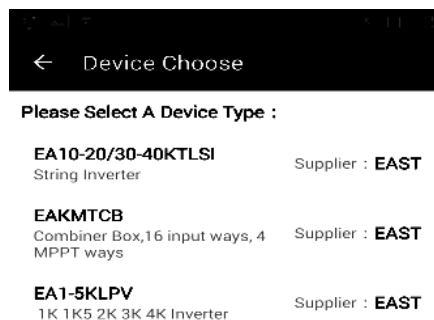 Device Choose
Please Select A Device Type :
EA10-20/30-40KTLSI
String Inverter
Supplier : EAST
EAKMTCB
Combiner Box,16 input ways, 4
MPPT ways
Supplier : EAST
EA1-5KLPV
1K 1K5 2K 3K 4K Inverter
Supplier : EAST